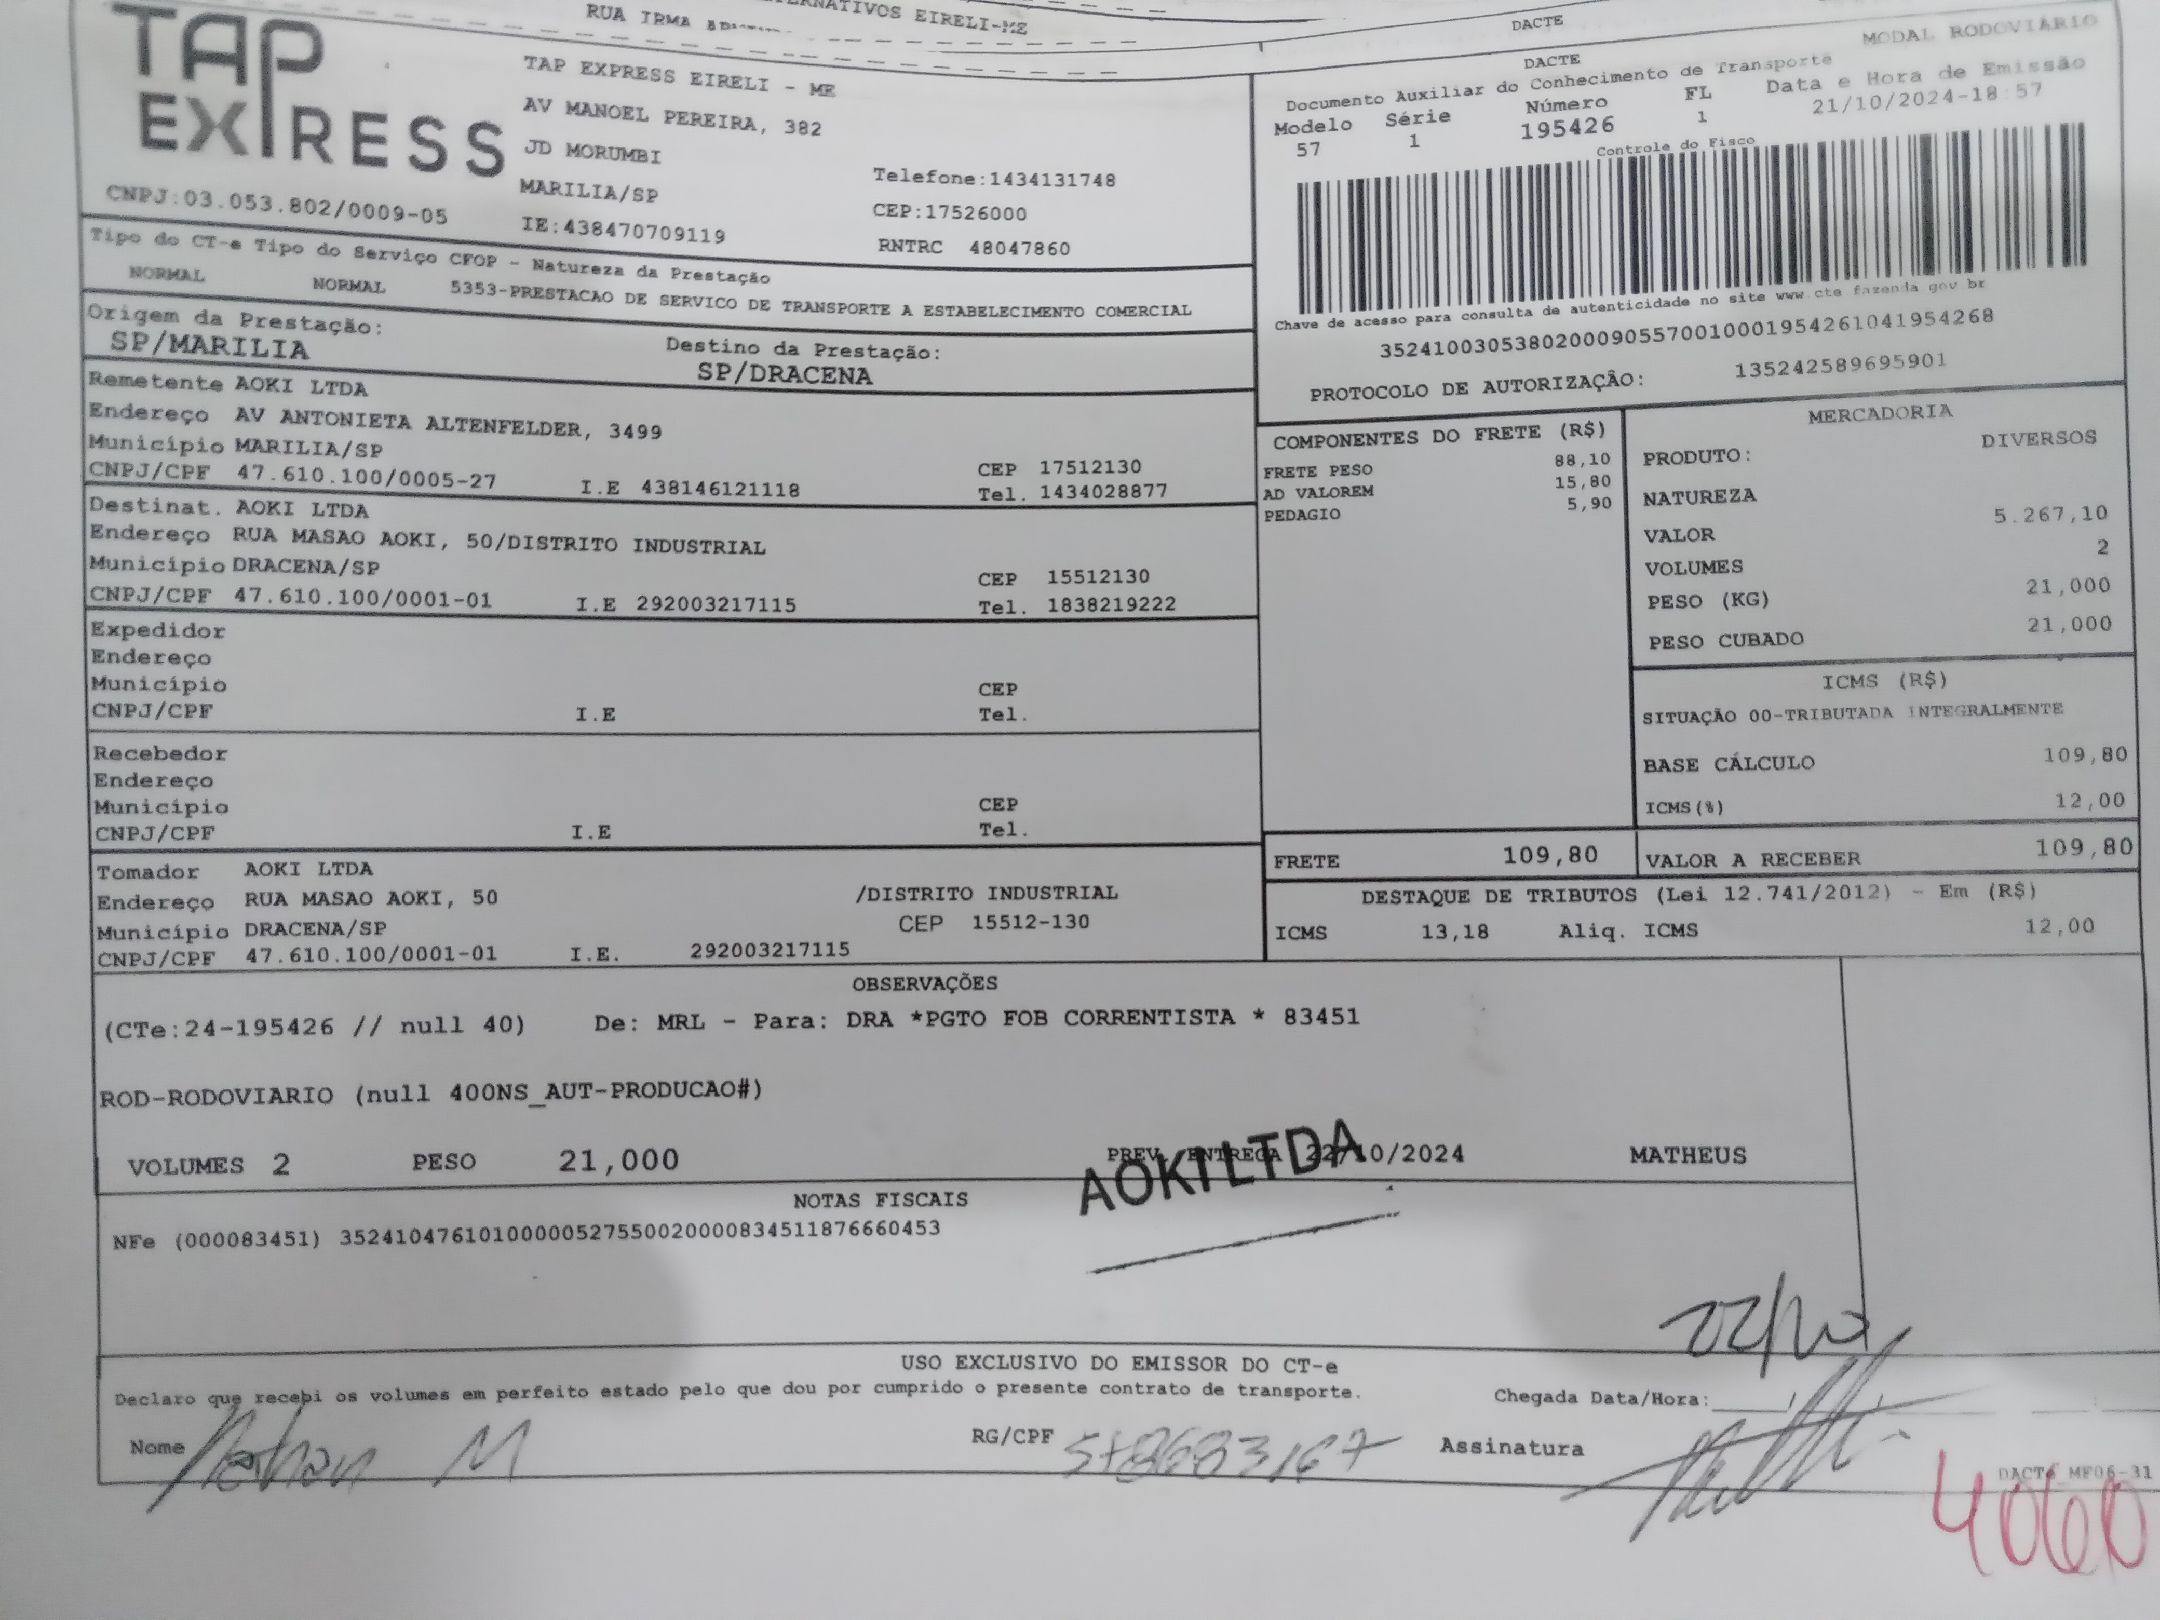 RUA IRMA
EIRELI-ME
DACTE
TAP EXPRESS
CNPJ:03.053.802/0009-05
TAP EXPRESS EIRELI - ME
AV MANOEL PEREIRA, 382
JD MORUMBI
MARILIA/SP
IE:438470709119
Telefone:1434131748
CEP:17526000
RNTRC 48047860
MODAL RODOVIÁRIO
DACTE
Documento Auxiliar do Conhecimento de Transporte
Modelo Série Número FL Data e Hora de Emissão
57 1 195426 1 21/10/2024-18:57
Controle do Fisco
Chave de acesso para consulta de autenticidade no site www.cte fazenda gov br
35241003053802000905570010001954261041954268
PROTOCOLO DE AUTORIZAÇÃO: 135242589695901
Tipo do CT-e Tipo do Serviço CFOP - Natureza da Prestação
NORMAL NORMAL 5353-PRESTACAO DE SERVICO DE TRANSPORTE A ESTABELECIMENTO COMERCIAL
Origem da Prestação: Destino da Prestação:
SP/MARILIA SP/DRACENA
Remetente AOKI LTDA
Endereço AV ANTONIETA ALTENFELDER, 3499
Município MARILIA/SP CEP 17512130
CNPJ/CPF 47.610.100/0005-27 I.E 438146121118 Tel. 1434028877
Destinat. AOKI LTDA
Endereço RUA MASAO AOKI, 50/DISTRITO INDUSTRIAL
Município DRACENA/SP CEP 15512130
CNPJ/CPF 47.610.100/0001-01 I.E 292003217115 Tel. 1838219222
Expedidor
Endereço
Município CEP
CNPJ/CPF I.E Tel.
Recebedor
Endereço
Município CEP
CNPJ/CPF I.E Tel.
Tomador AOKI LTDA
Endereço RUA MASAO AOKI, 50 /DISTRITO INDUSTRIAL
Município DRACENA/SP CEP 15512-130
CNPJ/CPF 47.610.100/0001-01 I.E. 292003217115
COMPONENTES DO FRETE (R$)
FRETE PESO 88,10
AD VALOREM 15,80
PEDAGIO 5,90
MERCADORIA
PRODUTO: DIVERSOS
NATUREZA
VALOR 5.267,10
VOLUMES 2
PESO (KG) 21,000
PESO CUBADO 21,000
ICMS (R$)
SITUAÇÃO 00-TRIBUTADA INTEGRALMENTE
BASE CÁLCULO 109,80
ICMS(%) 12,00
FRETE 109,80 VALOR A RECEBER 109,80
DESTAQUE DE TRIBUTOS (Lei 12.741/2012) - Em (R$)
ICMS 13,18 Aliq. ICMS 12,00
OBSERVAÇÕES
(CTe:24-195426 // null 40) De: MRL - Para: DRA *PGTO FOB CORRENTISTA * 83451
ROD-RODOVIARIO (null 400NS_AUT-PRODUCAO#)
VOLUMES 2 PESO 21,000 PREV. ENTREGA 22/10/2024 MATHEUS
AOKI LTDA
NOTAS FISCAIS
NFe (000083451) 35241047610100000527550020000834511876660453
22/10
USO EXCLUSIVO DO EMISSOR DO CT-e
Declaro que recebi os volumes em perfeito estado pelo que dou por cumprido o presente contrato de transporte. Chegada Data/Hora:
Nome RG/CPF Assinatura
DACTE MF06-31
4060